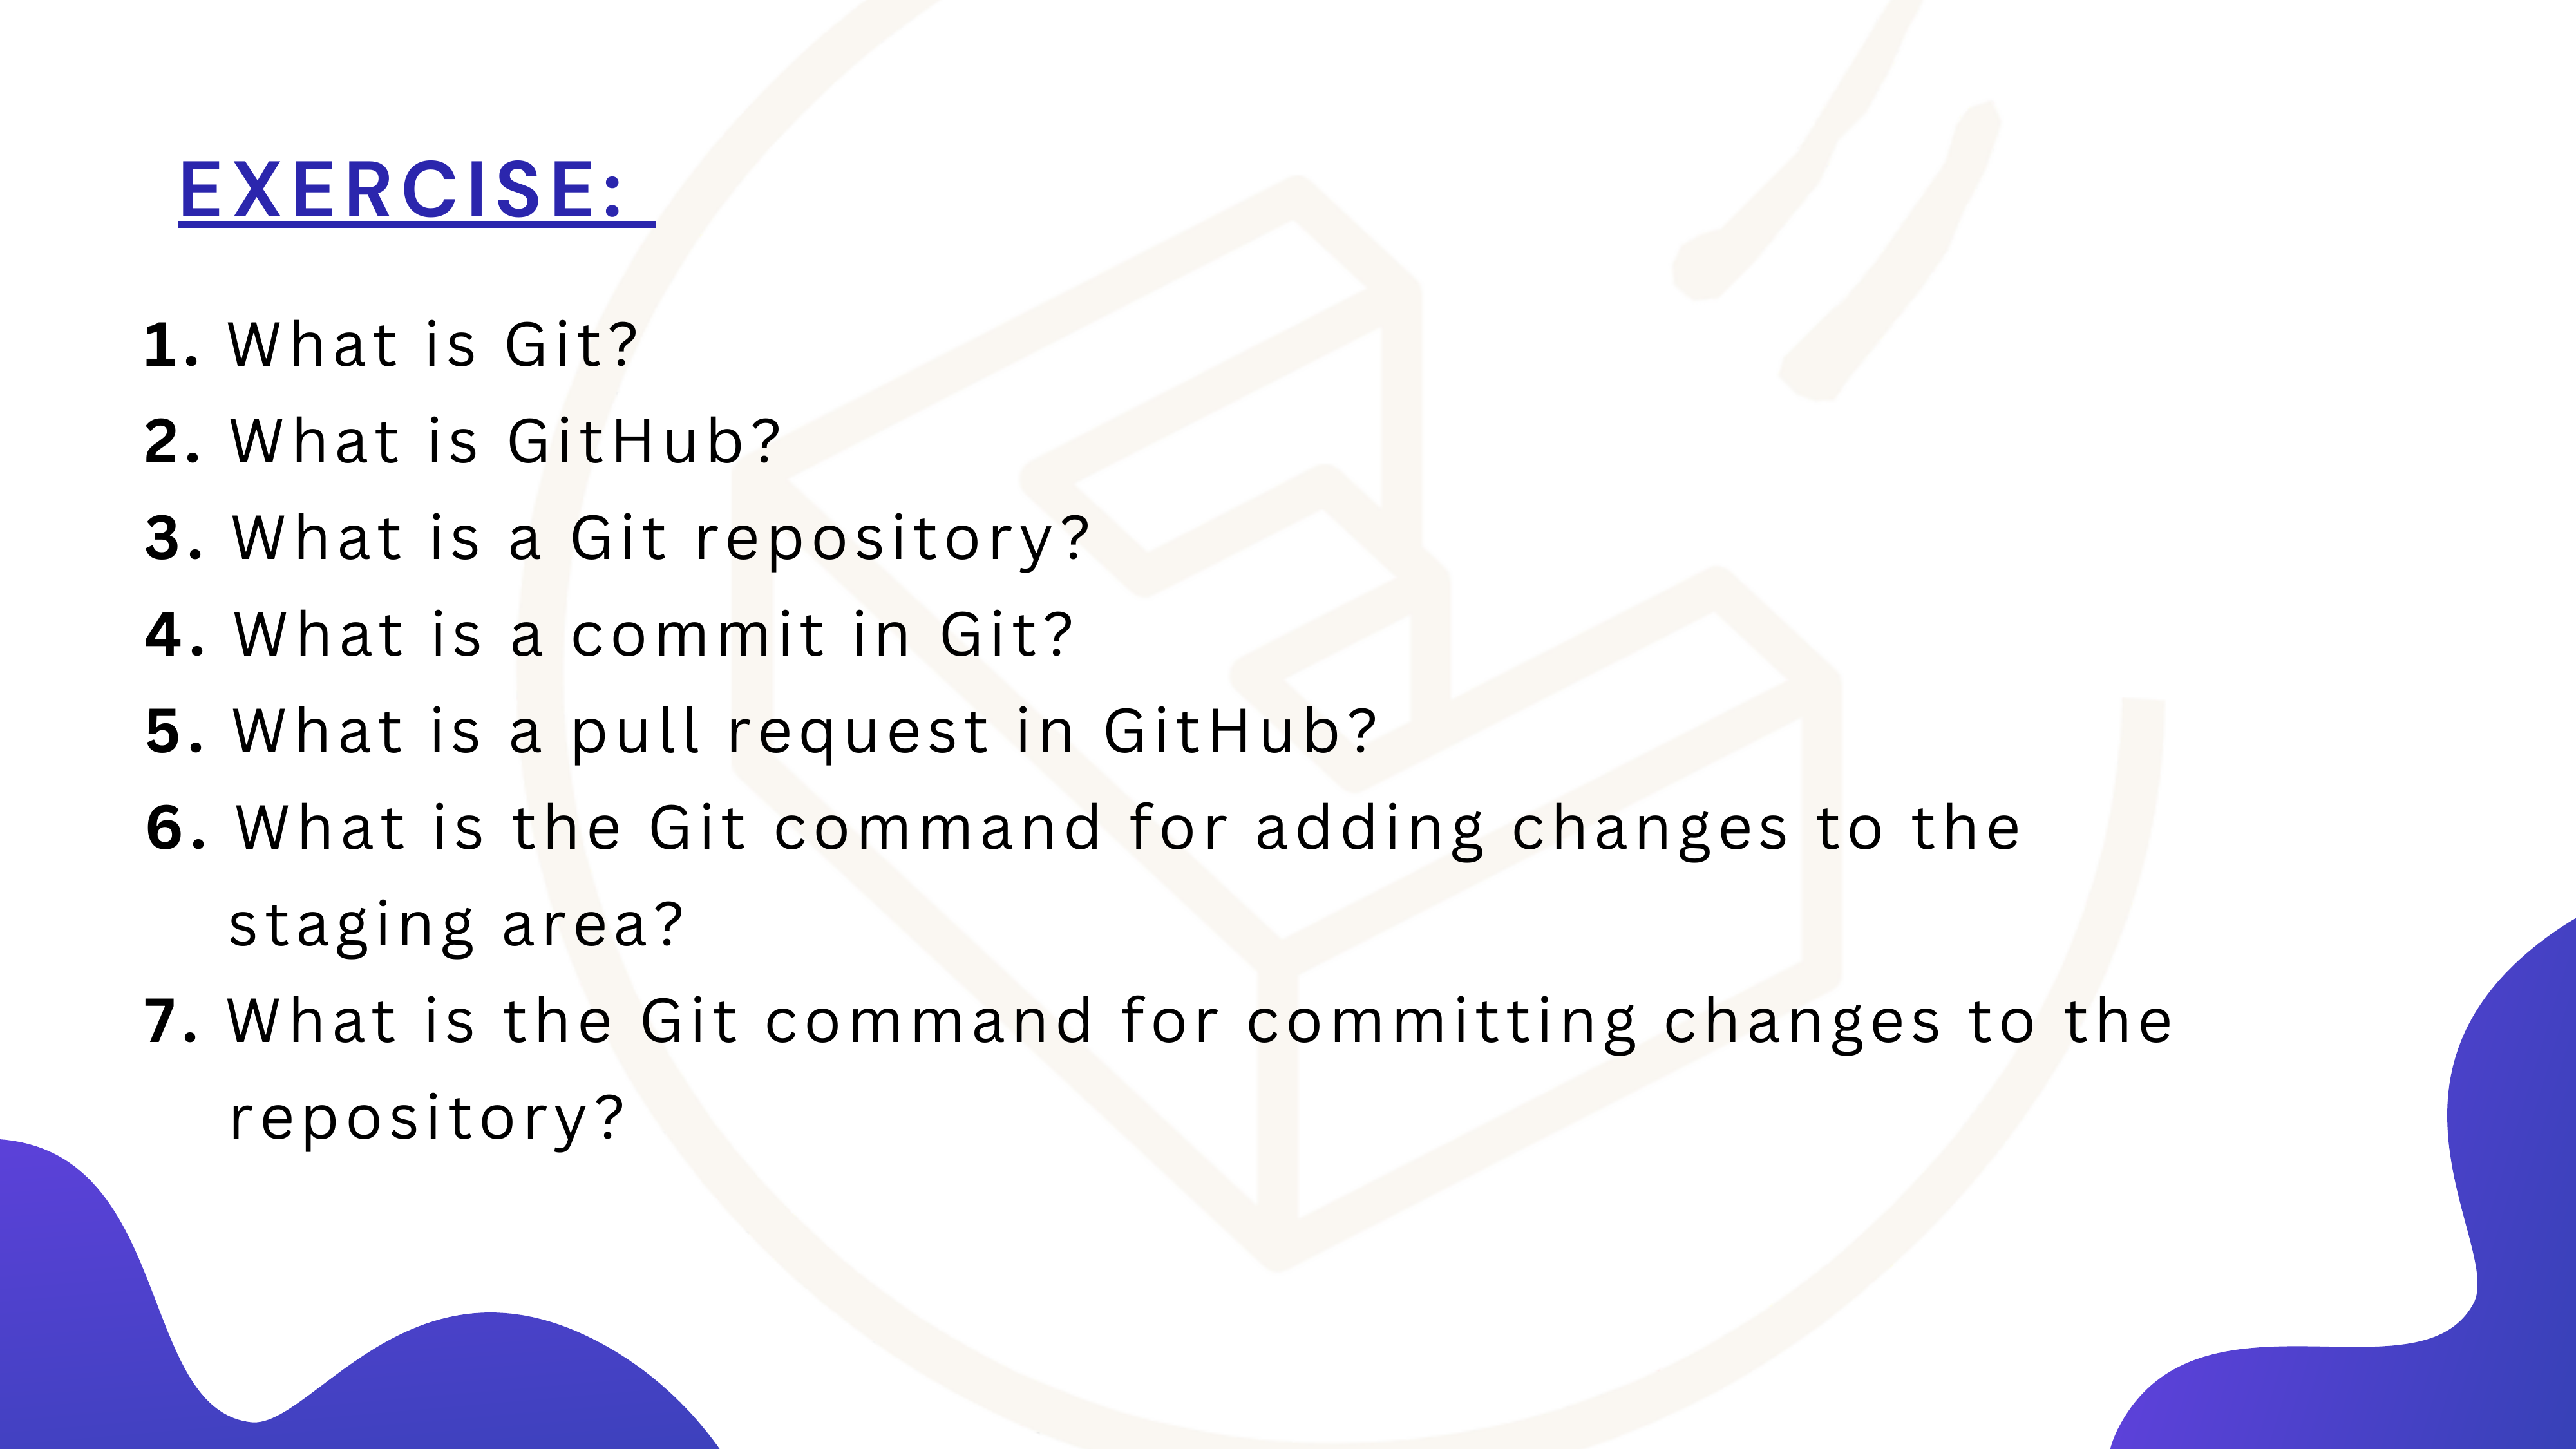 EXERCISE:
1. What is Git?
2. What is GitHub?
3. What is a Git repository?
4. What is a commit in Git?
5. What is a pull request in GitHub?
6. What is the Git command for adding changes to the
staging area?
7. What is the Git command for committing changes to the
repository?